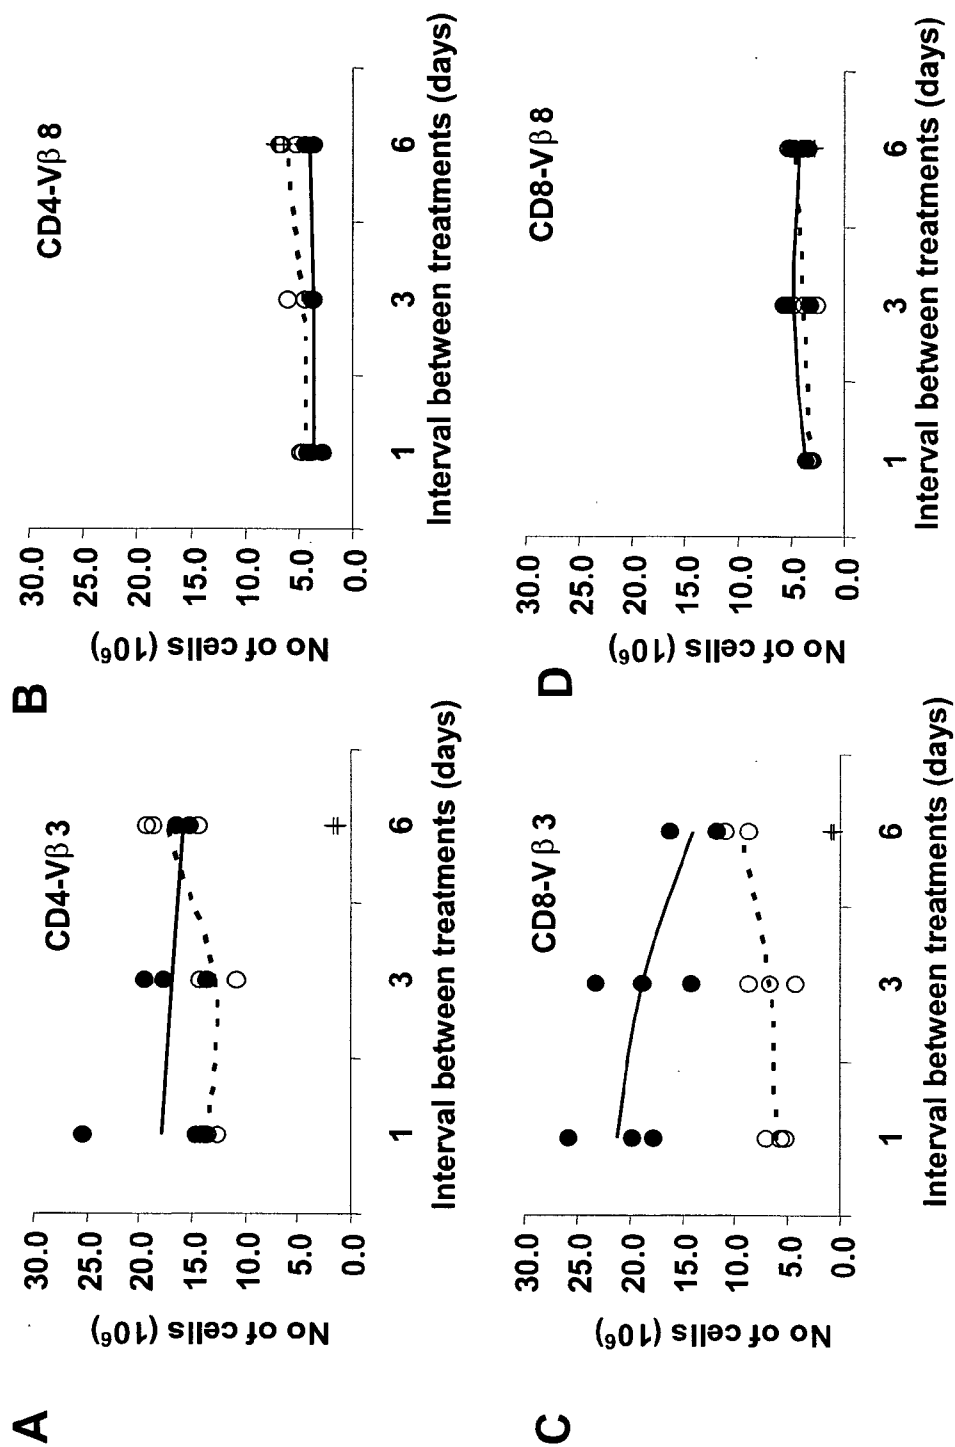 A
CD4-Vβ 3
No of cells (10⁶)
30.0
25.0
20.0
15.0
10.0
5.0
0.0
1
3
6
Interval between treatments (days)
B
CD4-Vβ 8
No of cells (10⁶)
30.0
25.0
20.0
15.0
10.0
5.0
0.0
1
3
6
Interval between treatments (days)
C
CD8-Vβ 3
No of cells (10⁶)
30.0
25.0
20.0
15.0
10.0
5.0
0.0
1
3
6
Interval between treatments (days)
D
CD8-Vβ 8
No of cells (10⁶)
30.0
25.0
20.0
15.0
10.0
5.0
0.0
1
3
6
Interval between treatments (days)